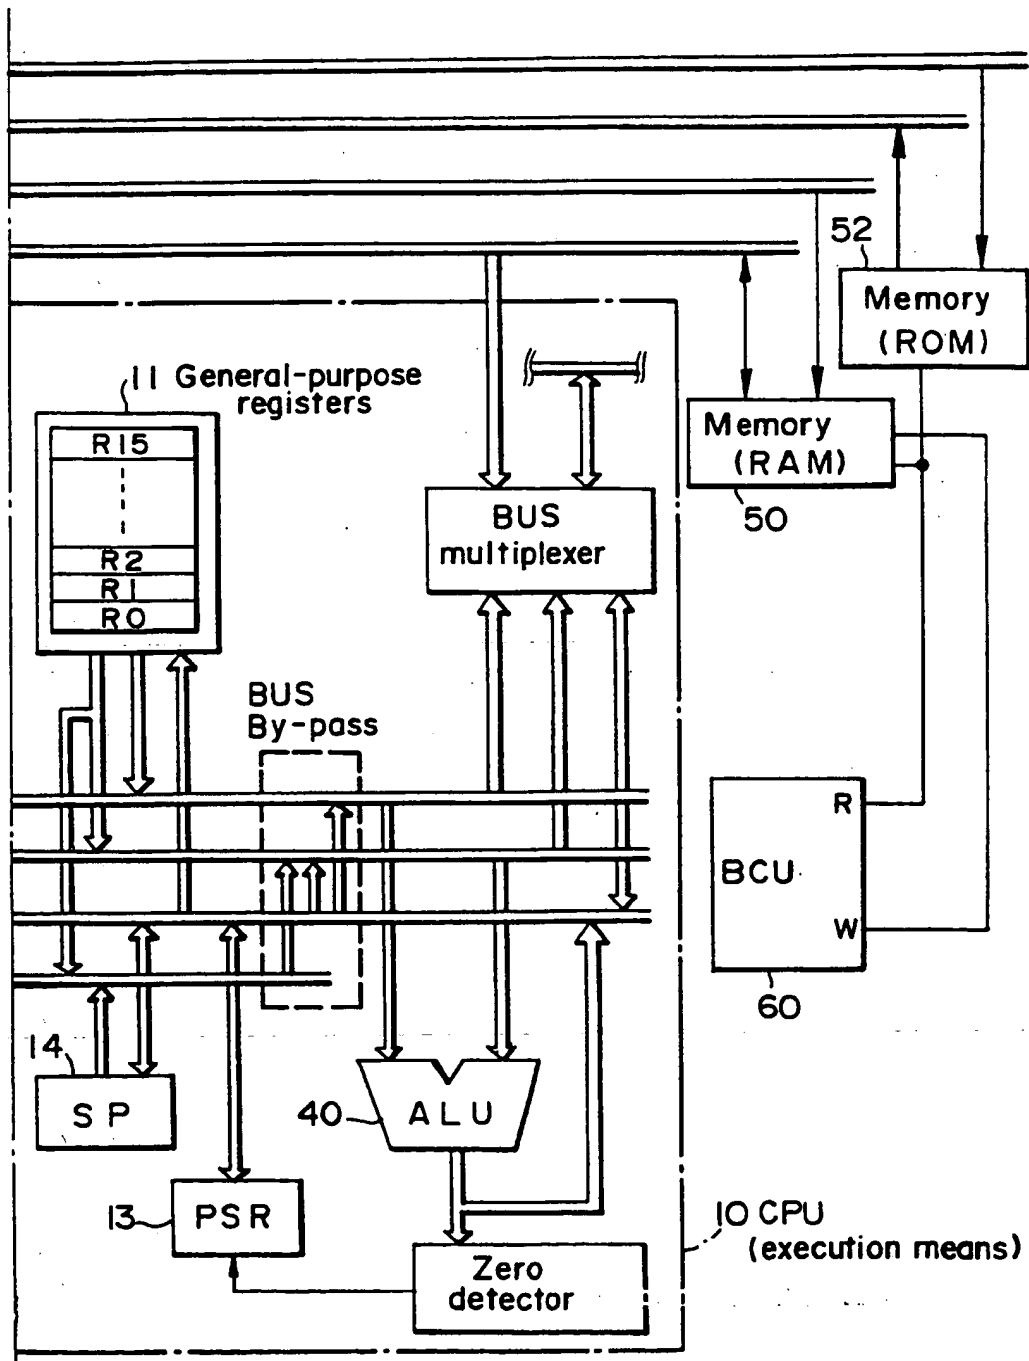 52
Memory
(ROM)
11 General-purpose
registers
R15
R2
R1
R0
Memory
(RAM)
50
BUS
multiplexer
BUS
By-pass
R
BCU
W
60
14
SP
40
ALU
13
PSR
10 CPU
(execution means)
Zero
detector